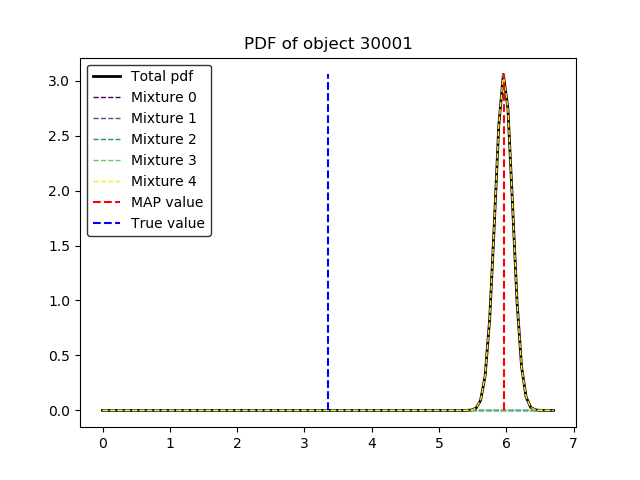 PDF of object 30001
Total pdf
Mixture 0
Mixture 1
Mixture 2
Mixture 3
Mixture 4
MAP value
True value
3.0
2.5
2.0
1.5
1.0
0.5
0.0
0 1 2 3 4 5 6 7